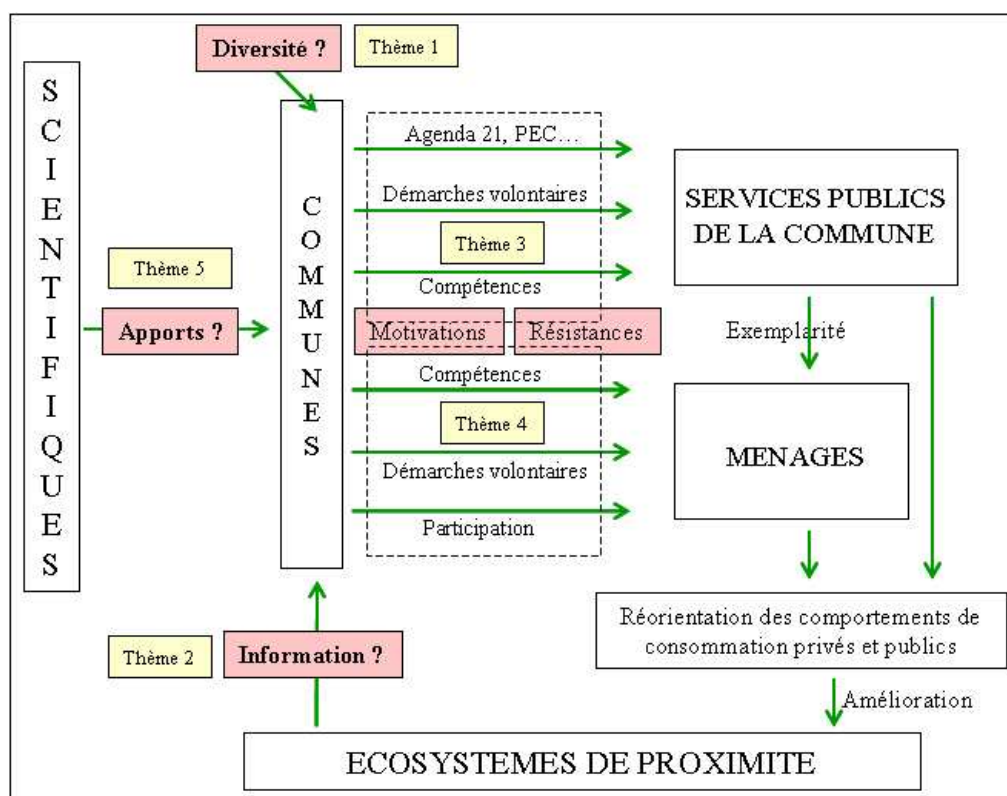 Diversité ?
Thème 1
SCIENTIFIQUES
COMMUNES
Agenda 21, PEC…
Démarches volontaires
Thème 3
Compétences
SERVICES PUBLICS
DE LA COMMUNE
Thème 5
Apports ?
Motivations
Résistances
Exemplarité
Compétences
Thème 4
Démarches volontaires
Participation
MENAGES
Réorientation des comportements de
consommation privés et publics
Thème 2
Information ?
Amélioration
ECOSYSTEMES DE PROXIMITE